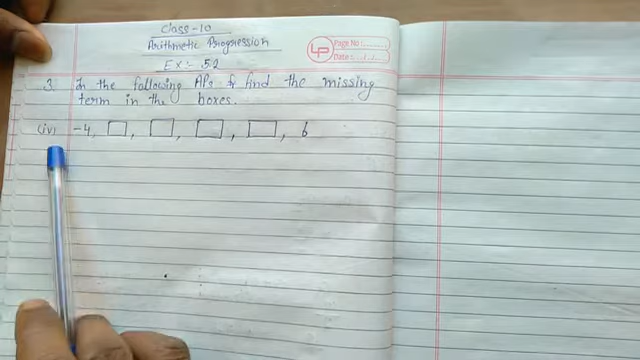 Class-10
Arithmetic Progression
Ex:- 5.2
LP
Page No:
Date: / /
3. In the following APs & find the missing
term in the boxes.
(iv) -4, □, □, □, □, 6